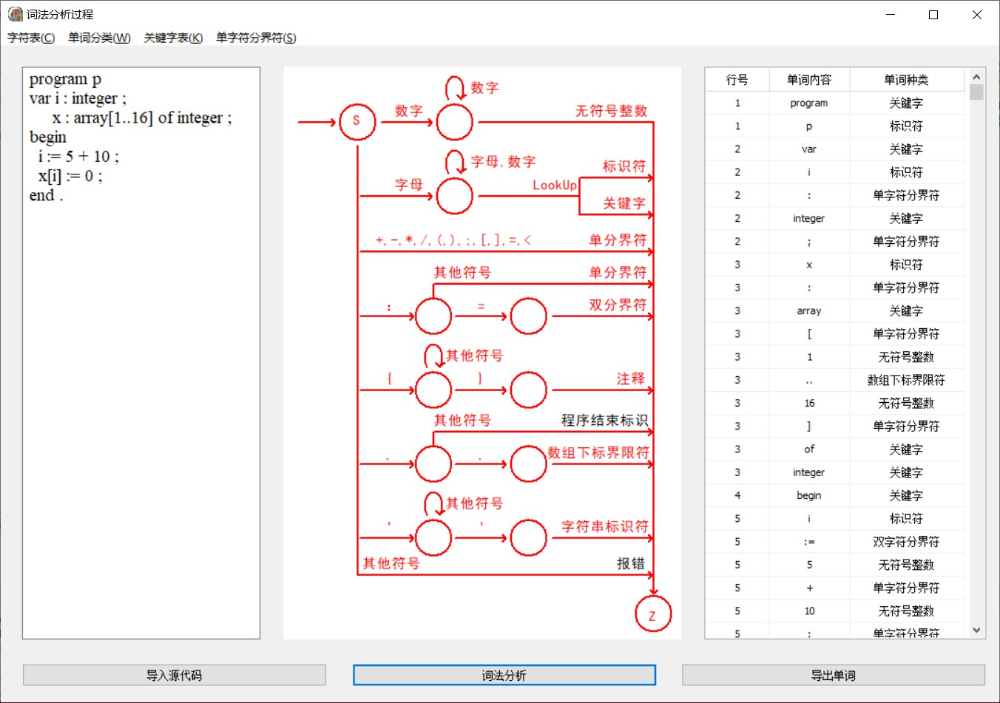 词法分析过程
字符表(C) 单词分类(W) 关键字表(K) 单字符分界符(S)
program p
var i : integer ;
x : array[1..16] of integer ;
begin
i := 5 + 10 ;
x[i] := 0 ;
end .
数字
S 数字 无符号整数
字母,数字 标识符
字母 LookUp
关键字
+,-,*,/,(,),;,[,],=,< 单分界符
其他符号 单分界符
: = 双分界符
其他符号
{ } 注释
其他符号 程序结束标识
. . 数组下标界限符
其他符号
' ' 字符串标识符
其他符号 报错
Z
行号 单词内容 单词种类
1 program 关键字
1 p 标识符
2 var 关键字
2 i 标识符
2 : 单字符分界符
2 integer 关键字
2 ; 单字符分界符
3 x 标识符
3 : 单字符分界符
3 array 关键字
3 [ 单字符分界符
3 1 无符号整数
3 .. 数组下标界限符
3 16 无符号整数
3 ] 单字符分界符
3 of 关键字
3 integer 关键字
4 begin 关键字
5 i 标识符
5 := 双字符分界符
5 5 无符号整数
5 + 单字符分界符
5 10 无符号整数
5 ; 单字符分界符
导入源代码 词法分析 导出单词